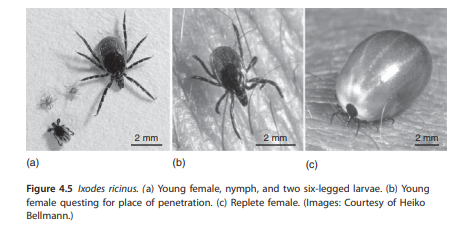 2 mm
2 mm
2 mm
(a)
(b)
(c)
Figure 4.5 Ixodes ricinus. (a) Young female, nymph, and two six-legged larvae. (b) Young
female questing for place of penetration. (c) Replete female. (Images: Courtesy of Heiko
Bellmann.)